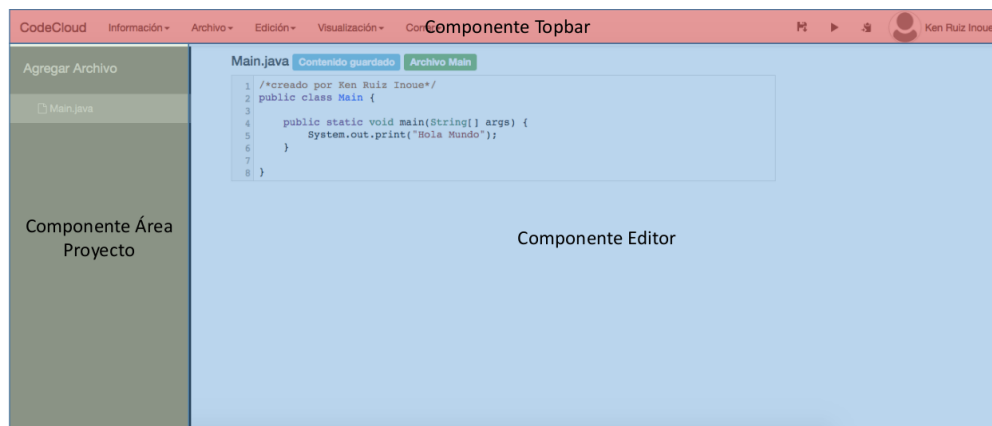 CodeCloud Información Archivo Edición Visualización Componente Topbar Ken Ruiz Inoue
Agregar Archivo
Main.java
Componente Área
Proyecto
Main.java Contenido guardado Archivo Main
1 /*creado por Ken Ruiz Inoue*/
2 public class Main {
3
4 public static void main(String[] args) {
5 System.out.print("Hola Mundo");
6 }
7
8 }
Componente Editor